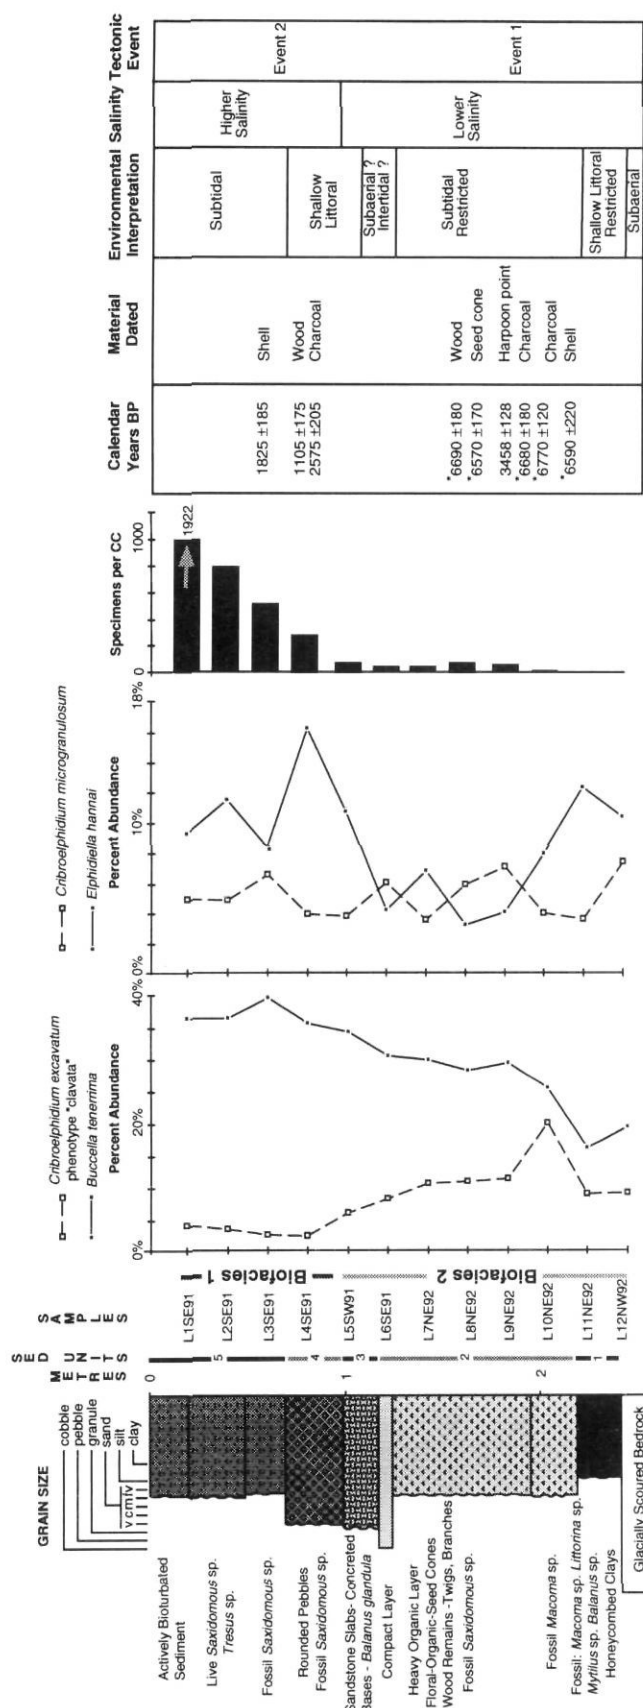 GRAIN SIZE
cobble
pebble
granule
sand
silt
clay
v c m f v
METERS
SED UNITS
SAMPLES
0
1
2
Actively Bioturbated
Sediment
Live Saxidomous sp.
Tresus sp.
Fossil Saxidomous sp.
Rounded Pebbles
Fossil Saxidomous sp.
Sandstone Slabs- Concreted
Bases - Balanus glandula
Compact Layer
Heavy Organic Layer
Floral-Organic-Seed Cones
Wood Remains -Twigs, Branches
Fossil Saxidomous sp.
Fossil Macoma sp.
Fossil: Macoma sp. Littorina sp.
Mytilus sp. Balanus sp.
Honeycombed Clays
Glacially Scoured Bedrock
5
4
3
2
1
L1SE91
L2SE91
L3SE91
L4SE91
L5SW91
L6SE91
L7NE92
L8NE92
L9NE92
L10NE92
L11NE92
L12NW92
Biofacies 1
Biofacies 2
Cribroelphidium excavatum
phenotype "clavata"
Buccella tenerrima
Percent Abundance
0%
20%
40%
Cribroelphidium microgranulosum
Elphidiella hannai
Percent Abundance
0%
10%
18%
Specimens per CC
0
1000
1922
Calendar
Years BP
1825 ±185
1105 ±175
2575 ±205
*6690 ±180
*6570 ±170
3458 ±128
*6680 ±180
*6770 ±120
*6590 ±220
Material
Dated
Shell
Wood
Charcoal
Wood
Seed cone
Harpoon point
Charcoal
Charcoal
Shell
Environmental
Interpretation
Subtidal
Shallow
Littoral
Subaerial ?
Intertidal ?
Subtidal
Restricted
Shallow Littoral
Restricted
Subaerial
Salinity
Higher
Salinity
Lower
Salinity
Tectonic
Event
Event 2
Event 1